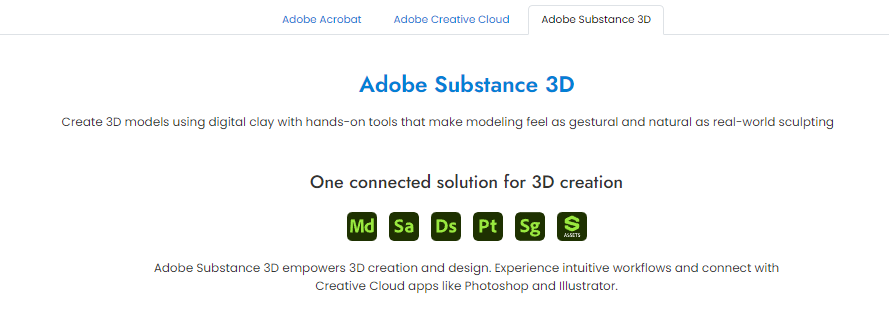 Adobe Acrobat Adobe Creative Cloud Adobe Substance 3D
Adobe Substance 3D
Create 3D models using digital clay with hands-on tools that make modeling feel as gestural and natural as real-world sculpting
One connected solution for 3D creation
Md Sa Ds Pt Sg S ASSETS
Adobe Substance 3D empowers 3D creation and design. Experience intuitive workflows and connect with
Creative Cloud apps like Photoshop and Illustrator.